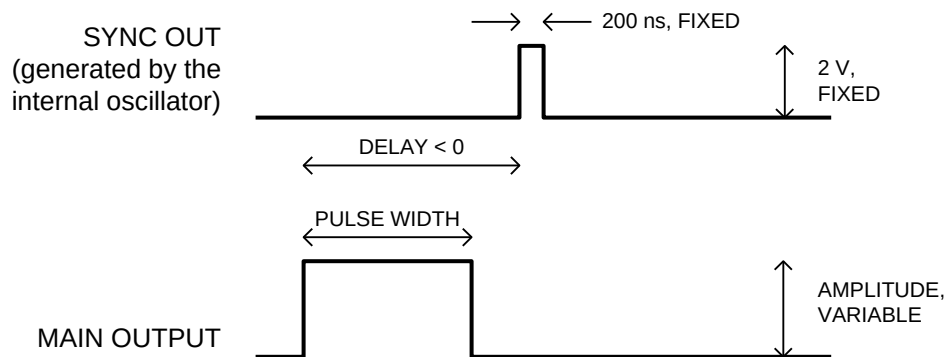 200 ns, FIXED
SYNC OUT
(generated by the
internal oscillator)
2 V,
FIXED
DELAY < 0
PULSE WIDTH
AMPLITUDE,
VARIABLE
MAIN OUTPUT